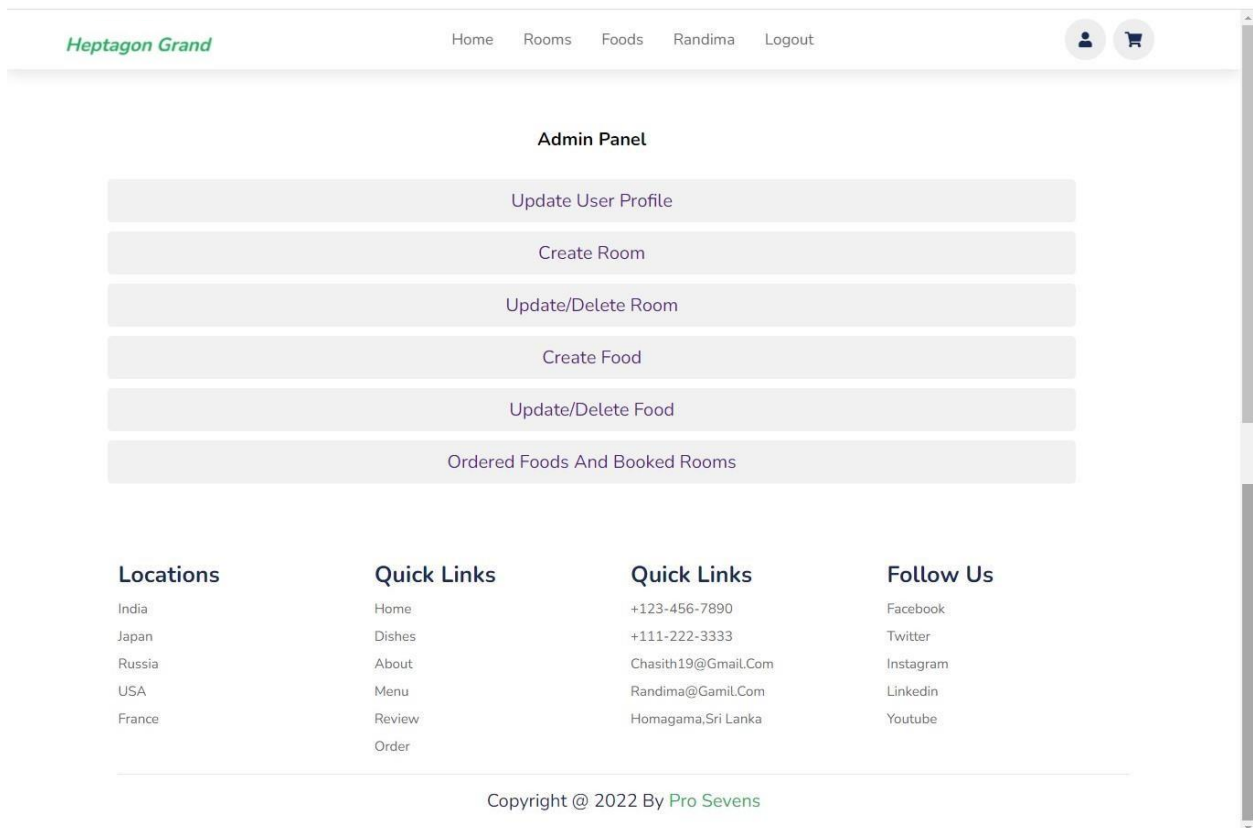 Heptagon Grand
Home Rooms Foods Randima Logout
Admin Panel
Update User Profile
Create Room
Update/Delete Room
Create Food
Update/Delete Food
Ordered Foods And Booked Rooms
Locations
India
Japan
Russia
USA
France
Quick Links
Home
Dishes
About
Menu
Review
Order
Quick Links
+123-456-7890
+111-222-3333
Chasith19@Gmail.Com
Randima@Gamil.Com
Homagama,Sri Lanka
Follow Us
Facebook
Twitter
Instagram
Linkedin
Youtube
Copyright @ 2022 By Pro Sevens